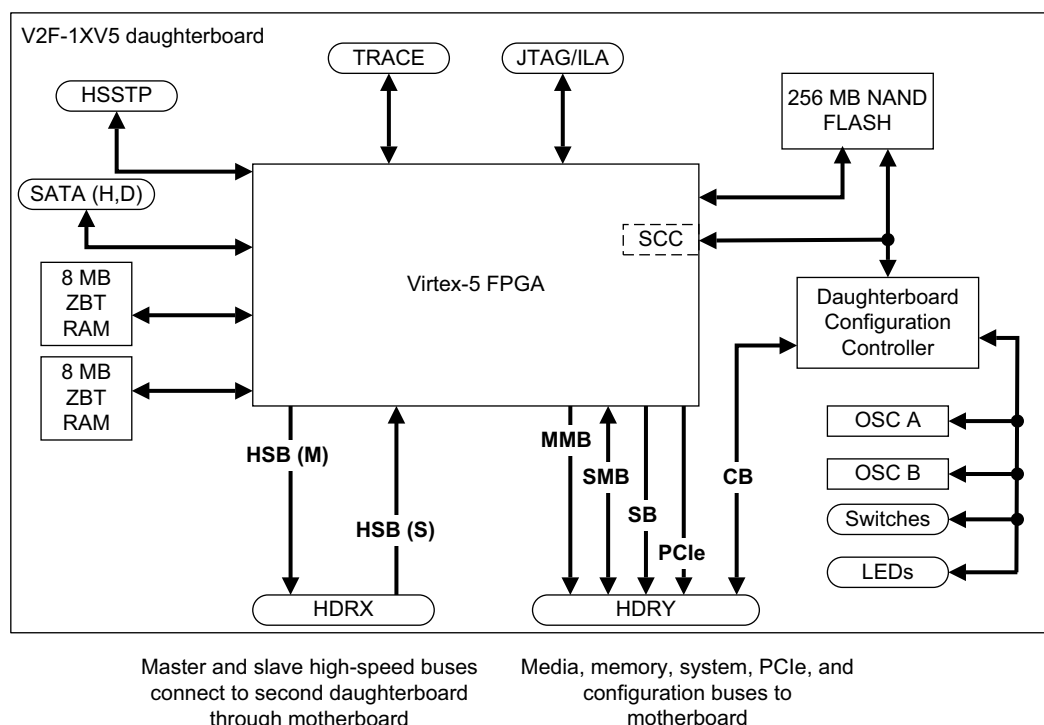 V2F-1XV5 daughterboard
TRACE
JTAG/ILA
HSSTP
256 MB NAND
FLASH
SATA (H,D)
SCC
8 MB
ZBT
RAM
Virtex-5 FPGA
Daughterboard
Configuration
Controller
8 MB
ZBT
RAM
OSC A
OSC B
Switches
LEDs
HSB (M)
HSB (S)
MMB
SMB
SB
PCIe
CB
HDRX
HDRY
Master and slave high-speed buses
connect to second daughterboard
through motherboard
Media, memory, system, PCIe, and
configuration buses to
motherboard